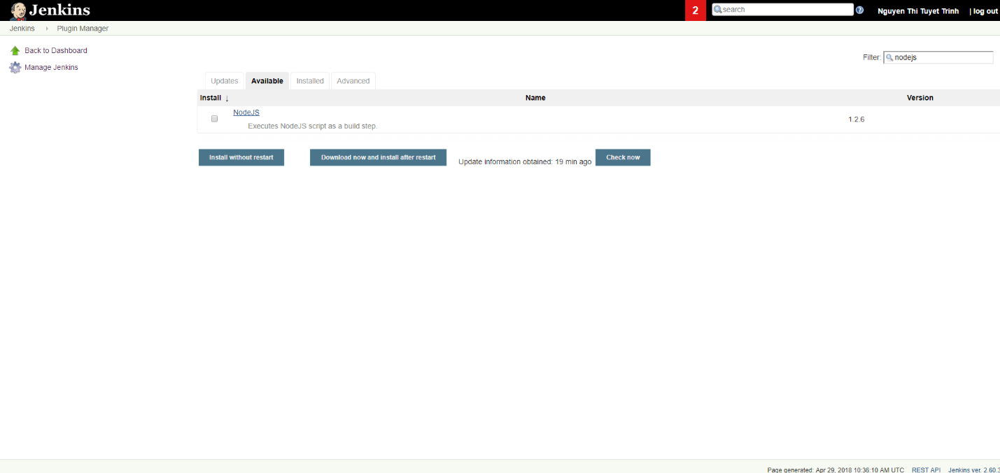 Jenkins
2
search
Nguyen Thi Tuyet Trinh
| log out
Jenkins
Plugin Manager
Back to Dashboard
Manage Jenkins
Filter:
nodejs
Updates
Available
Installed
Advanced
Install ↓
Name
Version
NodeJS
Executes NodeJS script as a build step.
1.2.6
Install without restart
Download now and install after restart
Update information obtained: 19 min ago
Check now
Page generated: Apr 29, 2018 10:36:10 AM UTC
REST API
Jenkins ver. 2.60.3